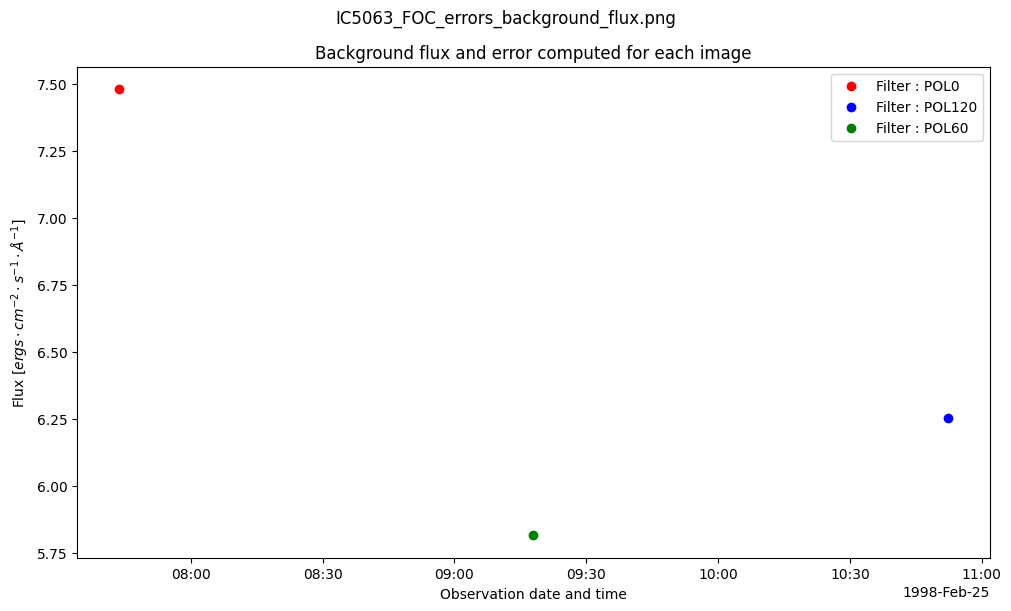 IC5063_FOC_errors_background_flux.png
Background flux and error computed for each image
Filter : POL0
Filter : POL120
Filter : POL60
Flux [ergs · cm⁻² · s⁻¹ · Å⁻¹]
7.50
7.25
7.00
6.75
6.50
6.25
6.00
5.75
08:00 08:30 09:00 09:30 10:00 10:30 11:00
1998-Feb-25
Observation date and time